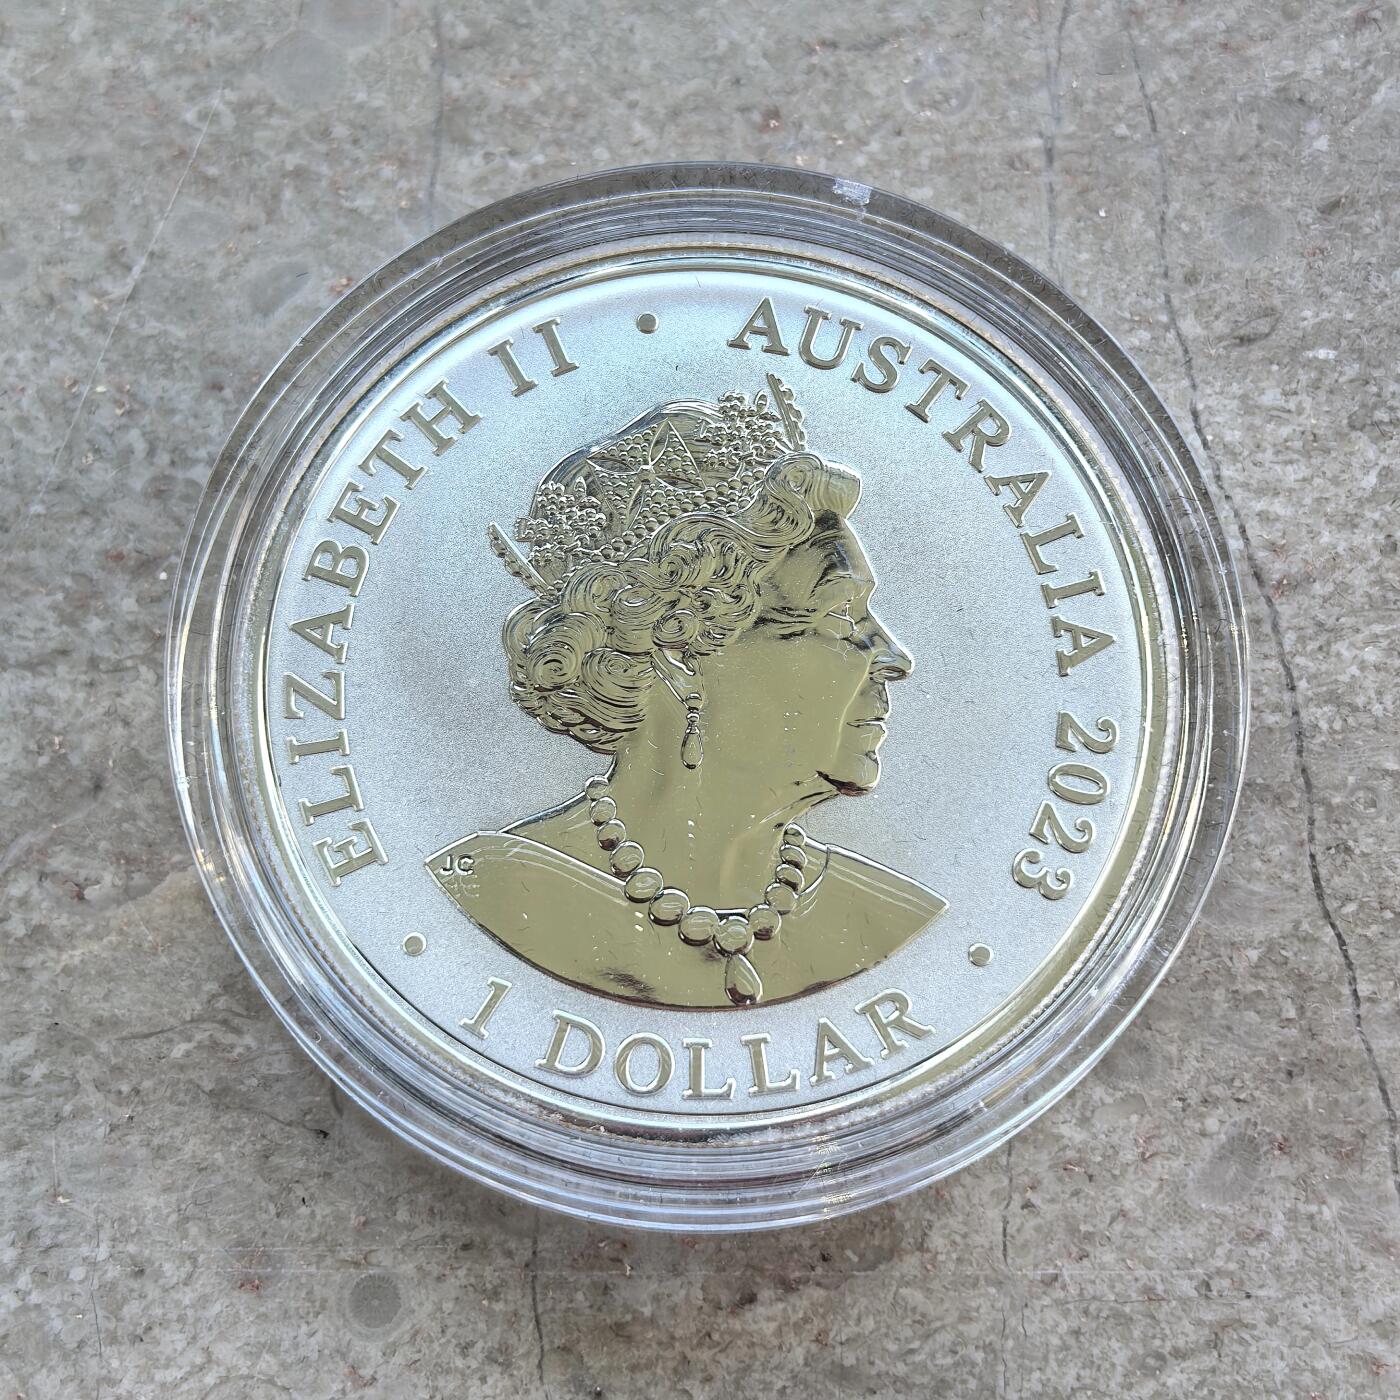 ELIZABETH II • AUSTRALIA 2023
JC
• 1 DOLLAR •